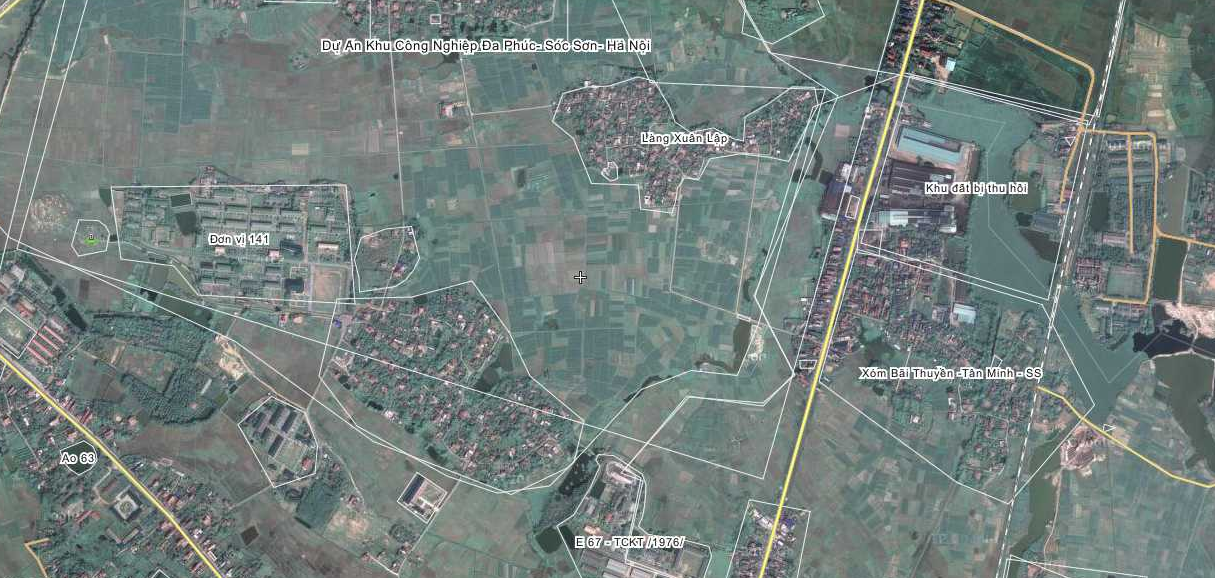 Dự Án Khu Công Nghiệp Đa Phúc- Sóc Sơn- Hà Nội
Làng Xuân Lập
Khu đất bị thu hồi
Đơn vị 141
Xóm Bãi Thuyền -Tân Minh - SS
Ao 63
E 67 - TCKT /1976/